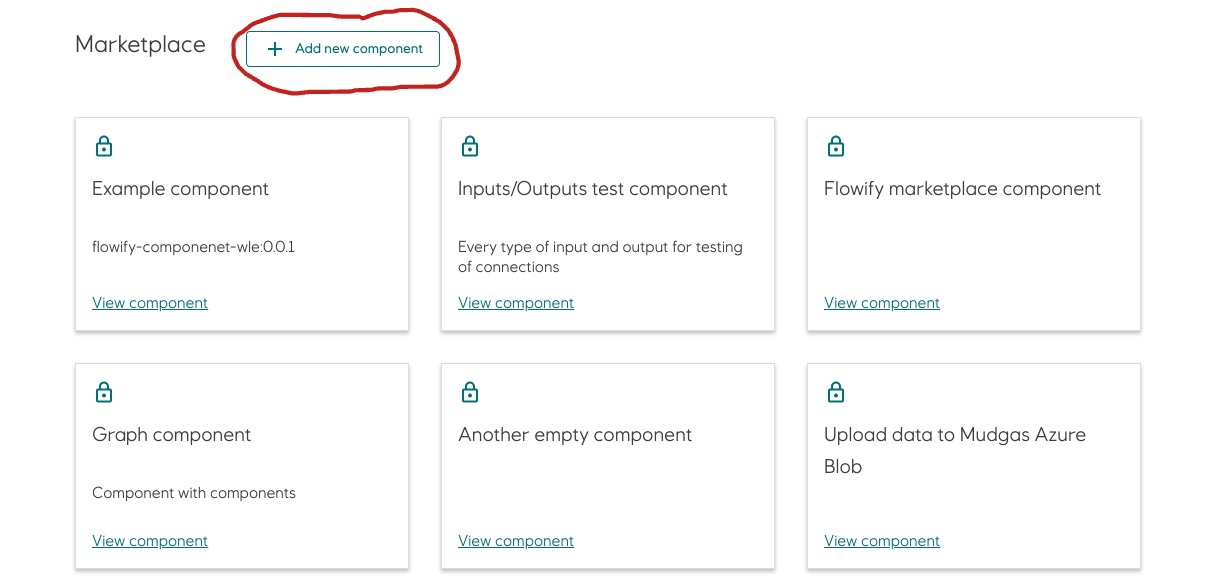 Marketplace
Add new component
Example component
flowify-componenet-wle:0.0.1
View component
Inputs/Outputs test component
Every type of input and output for testing
of connections
View component
Flowify marketplace component
View component
Graph component
Component with components
View component
Another empty component
View component
Upload data to Mudgas Azure
Blob
View component